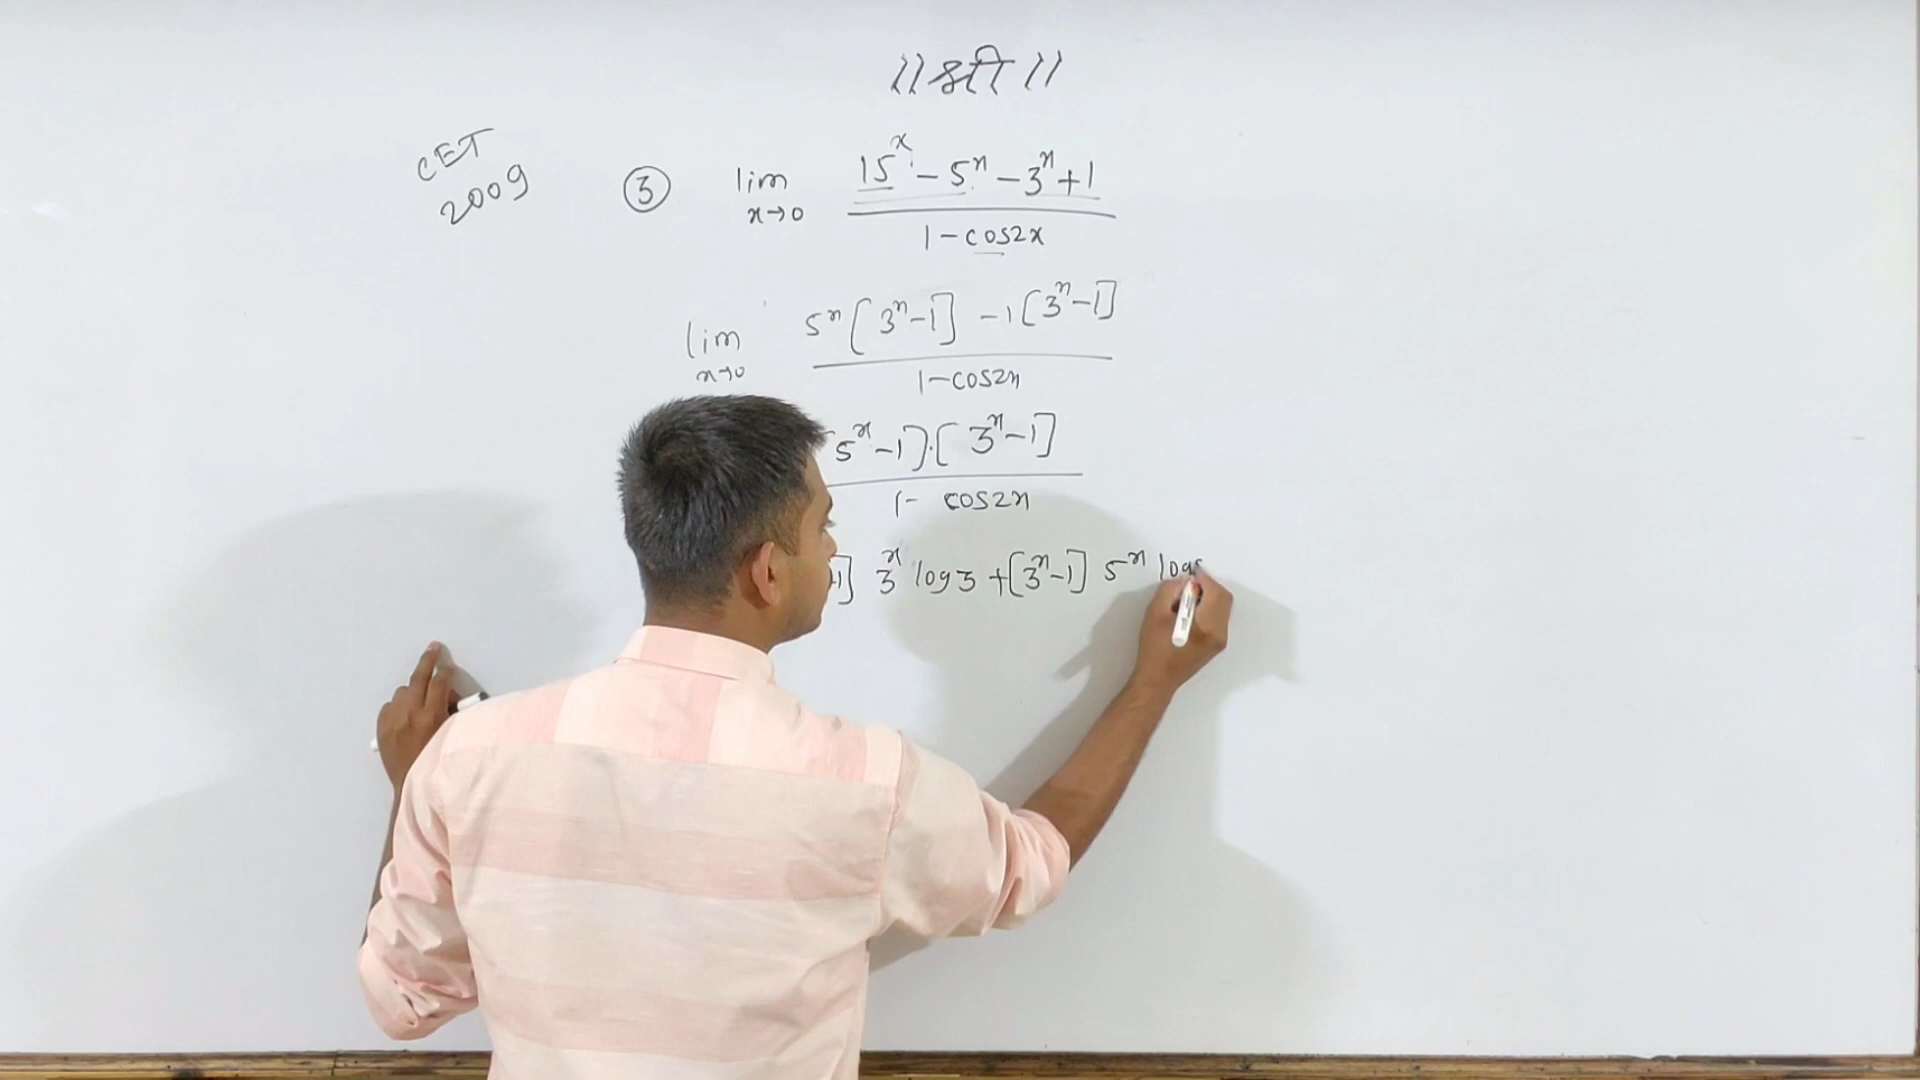 ॥ श्री ॥
CET
2009
③ lim x→0 15^x - 5^x - 3^x + 1
1 - cos2x
lim x→0 5^x [3^x - 1] - 1 [3^x - 1]
1 - cos2x
5^x - 1] . [3^x - 1]
1 - cos2x
1] 3^x log3 + [3^x - 1] 5^x log